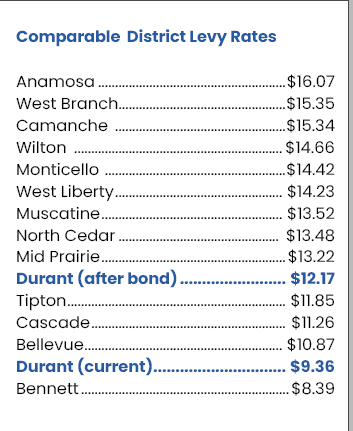 Comparable District Levy Rates
Anamosa ............................................. $16.07
West Branch........................................ $15.35
Camanche ......................................... $15.34
Wilton .................................................. $14.66
Monticello ........................................... $14.42
West Liberty......................................... $14.23
Muscatine............................................ $13.52
North Cedar ....................................... $13.48
Mid Prairie............................................ $13.22
Durant (after bond) .......................... $12.17
Tipton.................................................... $11.85
Cascade............................................... $11.26
Bellevue................................................ $10.87
Durant (current)................................ $9.36
Bennett ................................................. $8.39